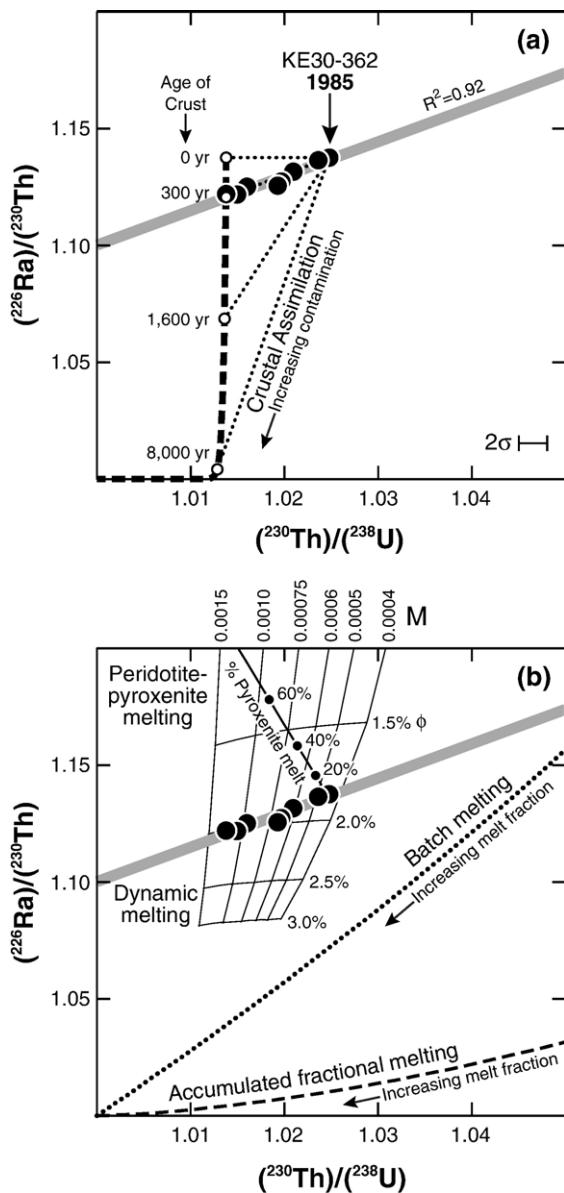 (a)
KE30-362
1985
Age of
Crust
R²=0.92
0 yr
300 yr
1,600 yr
8,000 yr
Crustal Assimilation
Increasing contamination
2σ
1.15
1.10
1.05
(²²⁶Ra)/(²³⁰Th)
1.01 1.02 1.03 1.04
(²³⁰Th)/(²³⁸U)
0.0015 0.0010 0.00075 0.0006 0.0005 0.0004 M
(b)
Peridotite-
pyroxenite
melting
% Pyroxenite melt
60%
40%
20%
1.5% ϕ
2.0%
2.5%
3.0%
Dynamic
melting
Batch melting
Increasing melt fraction
Accumulated fractional melting
Increasing melt fraction
1.15
1.10
1.05
(²²⁶Ra)/(²³⁰Th)
1.01 1.02 1.03 1.04
(²³⁰Th)/(²³⁸U)